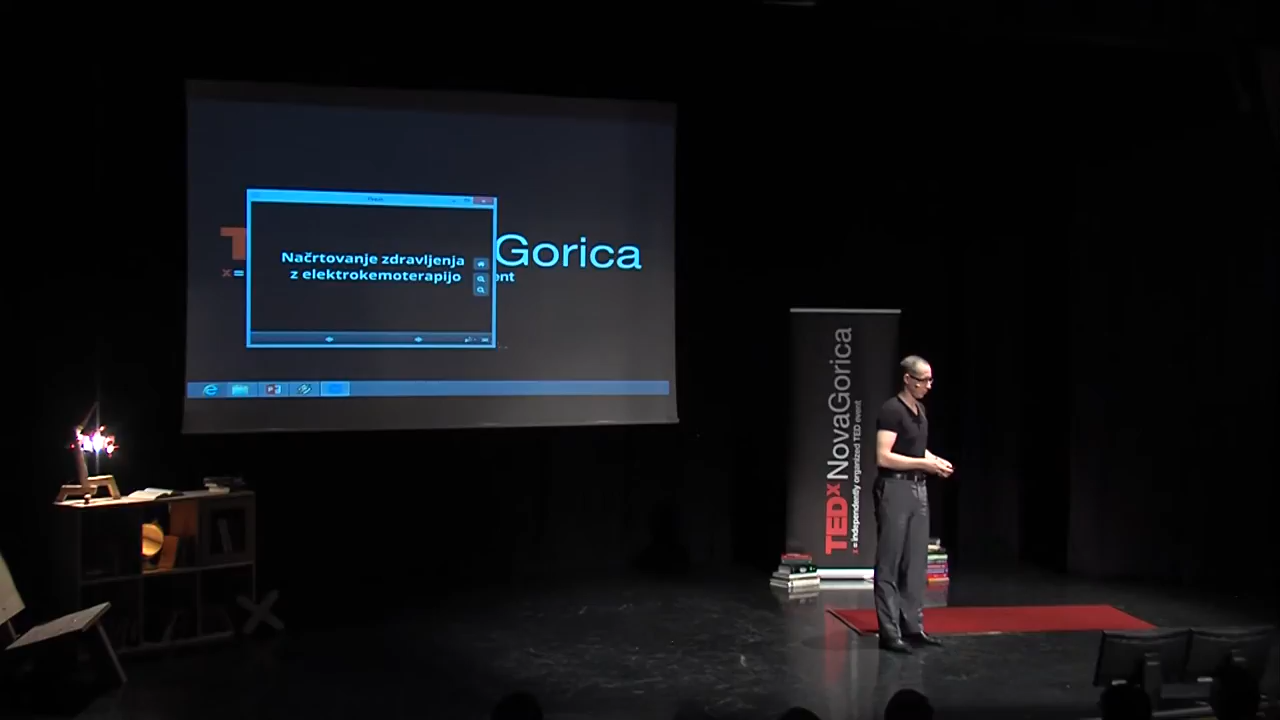 Načrtovanje zdravljenja
z elektrokemoterapijo
T Gorica
x= ent
TEDx NovaGorica
x = independently organized TED event